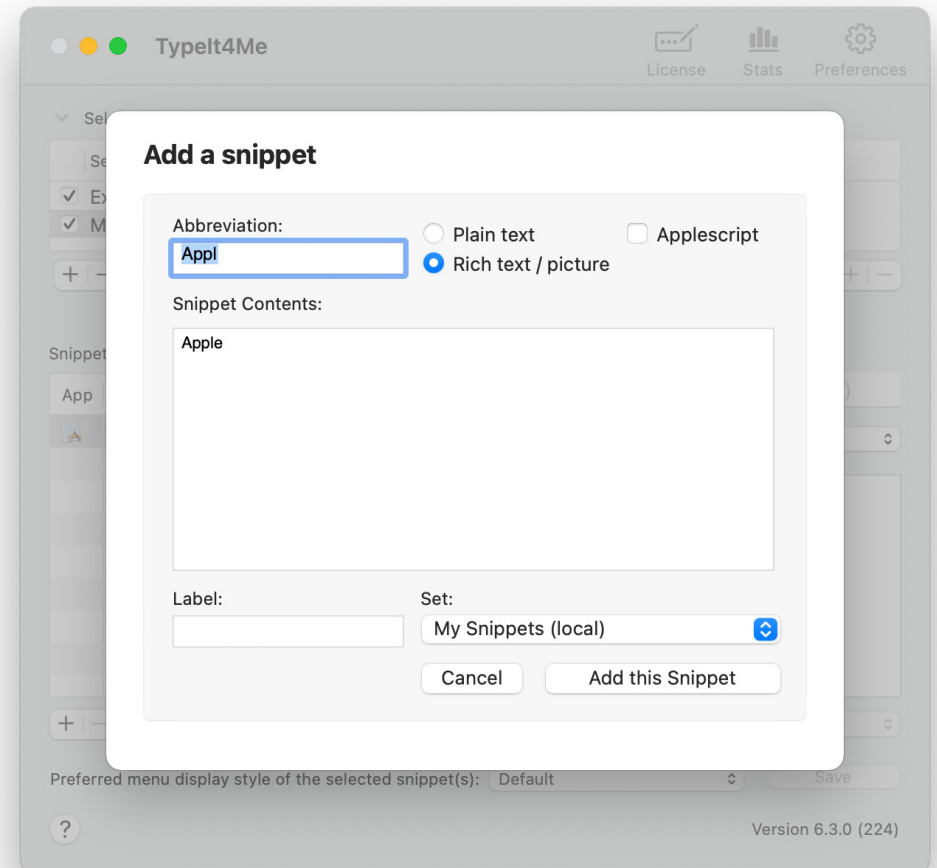 TypeIt4Me
License
Stats
Preferences
Add a snippet
Abbreviation:
Appl
Plain text
Rich text / picture
Applescript
Snippet Contents:
Apple
Snippet
App
Label:
Set:
My Snippets (local)
Cancel
Add this Snippet
Preferred menu display style of the selected snippet(s):
Default
Save
?
Version 6.3.0 (224)